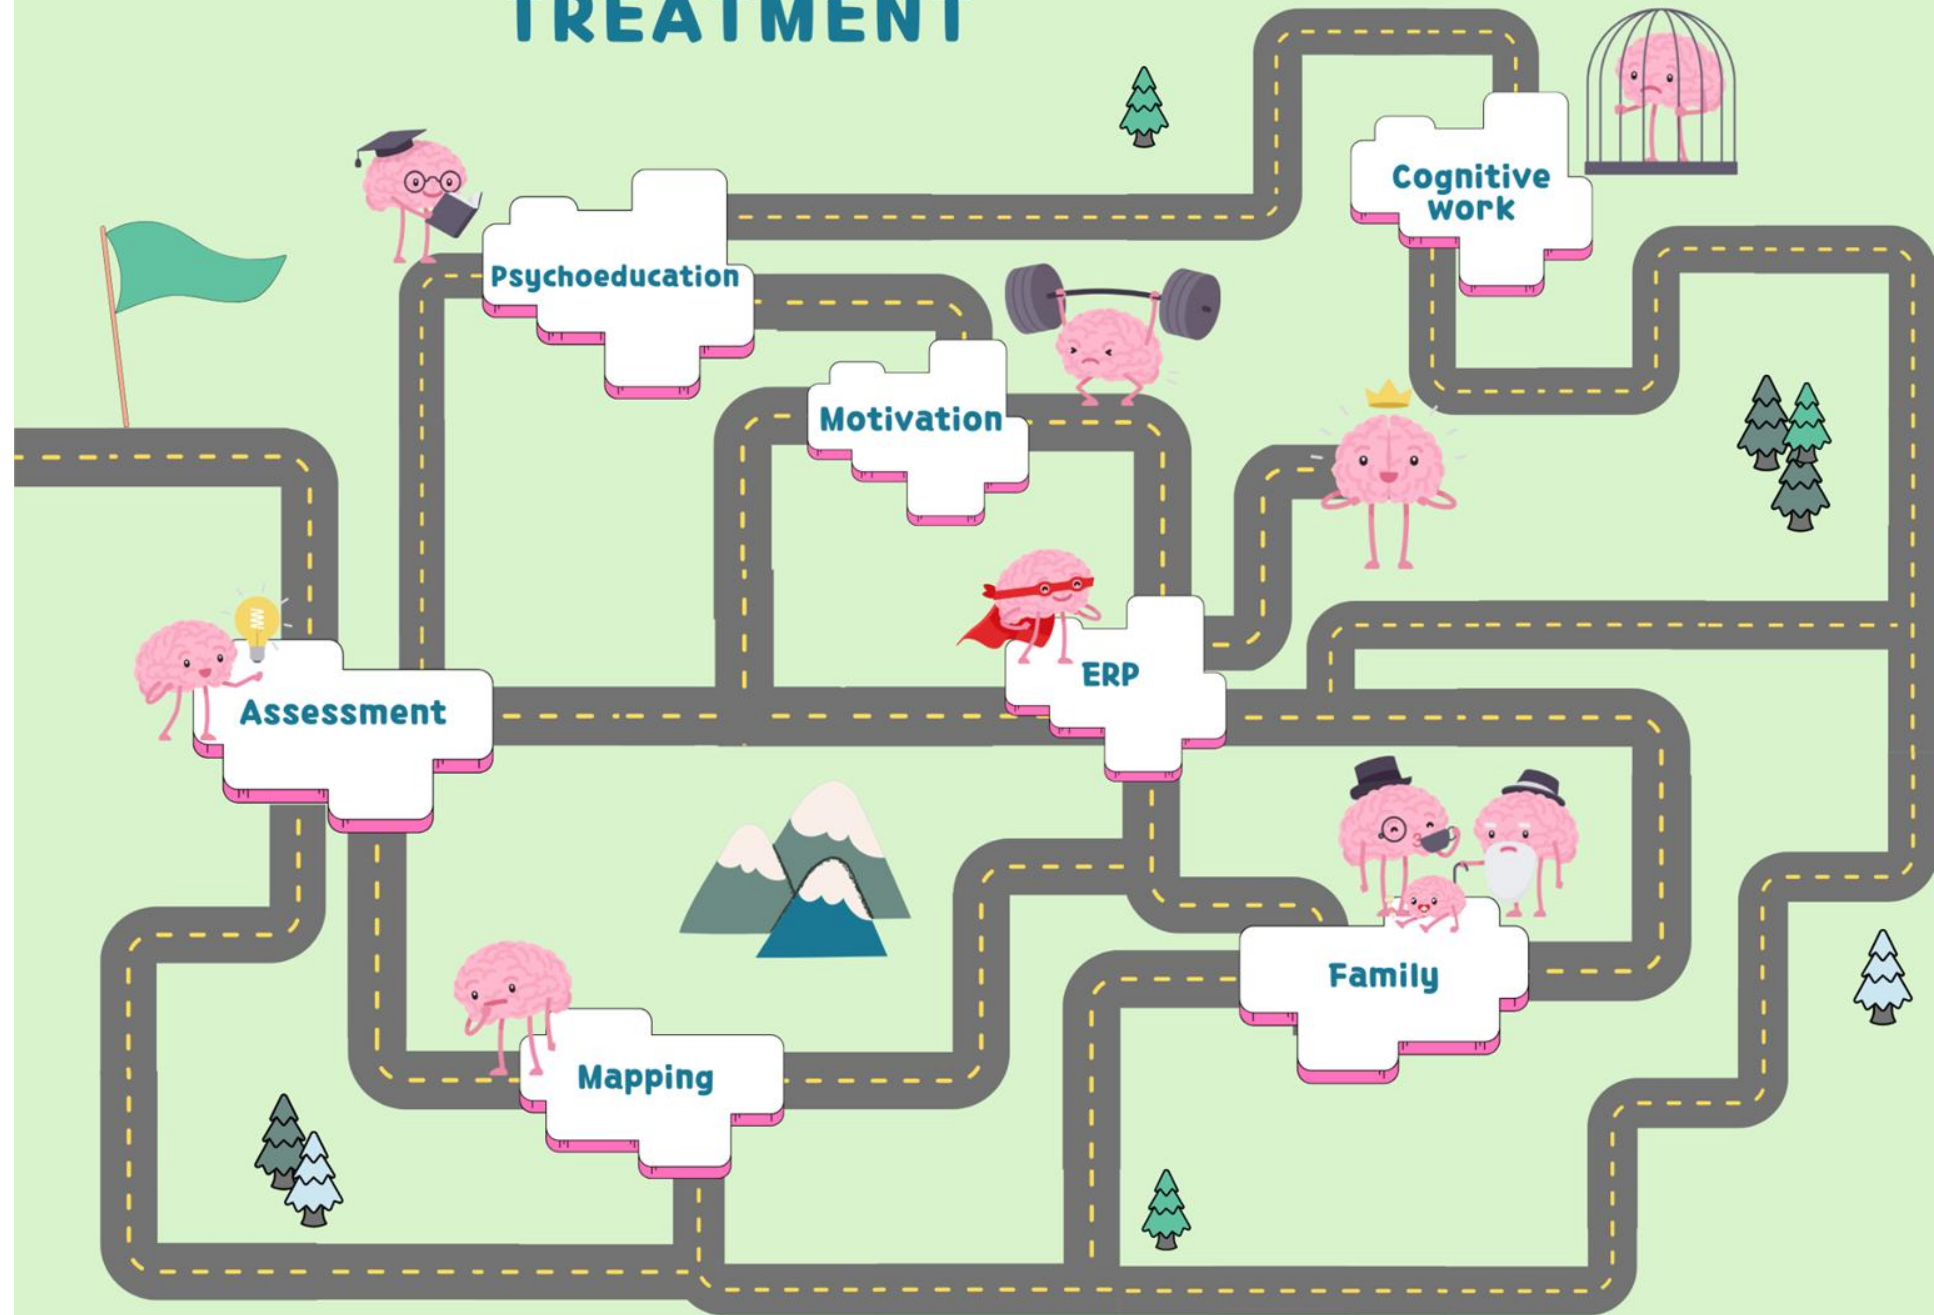 TREATMENT
Cognitive
work
Psychoeducation
Motivation
ERP
Assessment
Family
Mapping